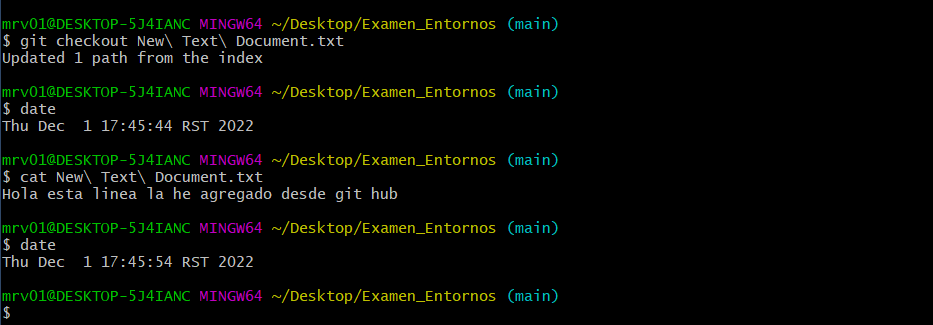 mrv01@DESKTOP-5J4IANC MINGW64 ~/Desktop/Examen_Entornos (main)
$ git checkout New\ Text\ Document.txt
Updated 1 path from the index
mrv01@DESKTOP-5J4IANC MINGW64 ~/Desktop/Examen_Entornos (main)
$ date
Thu Dec  1 17:45:44 RST 2022
mrv01@DESKTOP-5J4IANC MINGW64 ~/Desktop/Examen_Entornos (main)
$ cat New\ Text\ Document.txt
Hola esta linea la he agregado desde git hub
mrv01@DESKTOP-5J4IANC MINGW64 ~/Desktop/Examen_Entornos (main)
$ date
Thu Dec  1 17:45:54 RST 2022
mrv01@DESKTOP-5J4IANC MINGW64 ~/Desktop/Examen_Entornos (main)
$